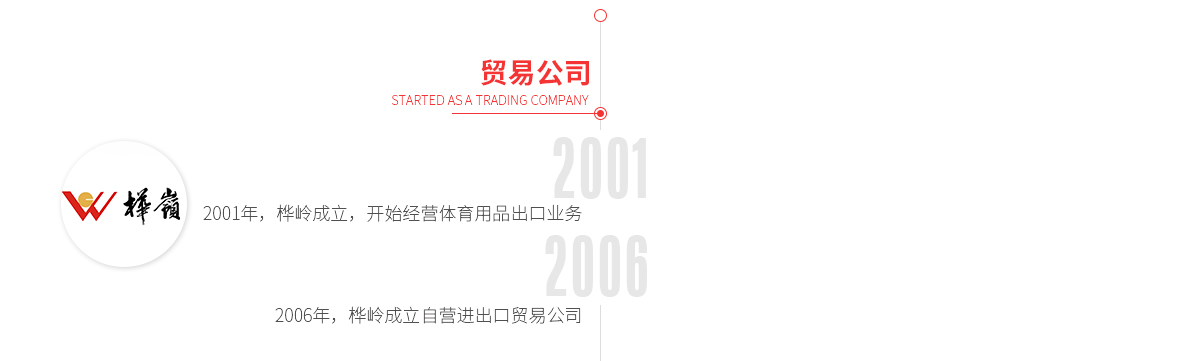 贸易公司
STARTED AS A TRADING COMPANY
2001
W 桦嶺
2001年，桦岭成立，开始经营体育用品出口业务
2006
2006年，桦岭成立自营进出口贸易公司